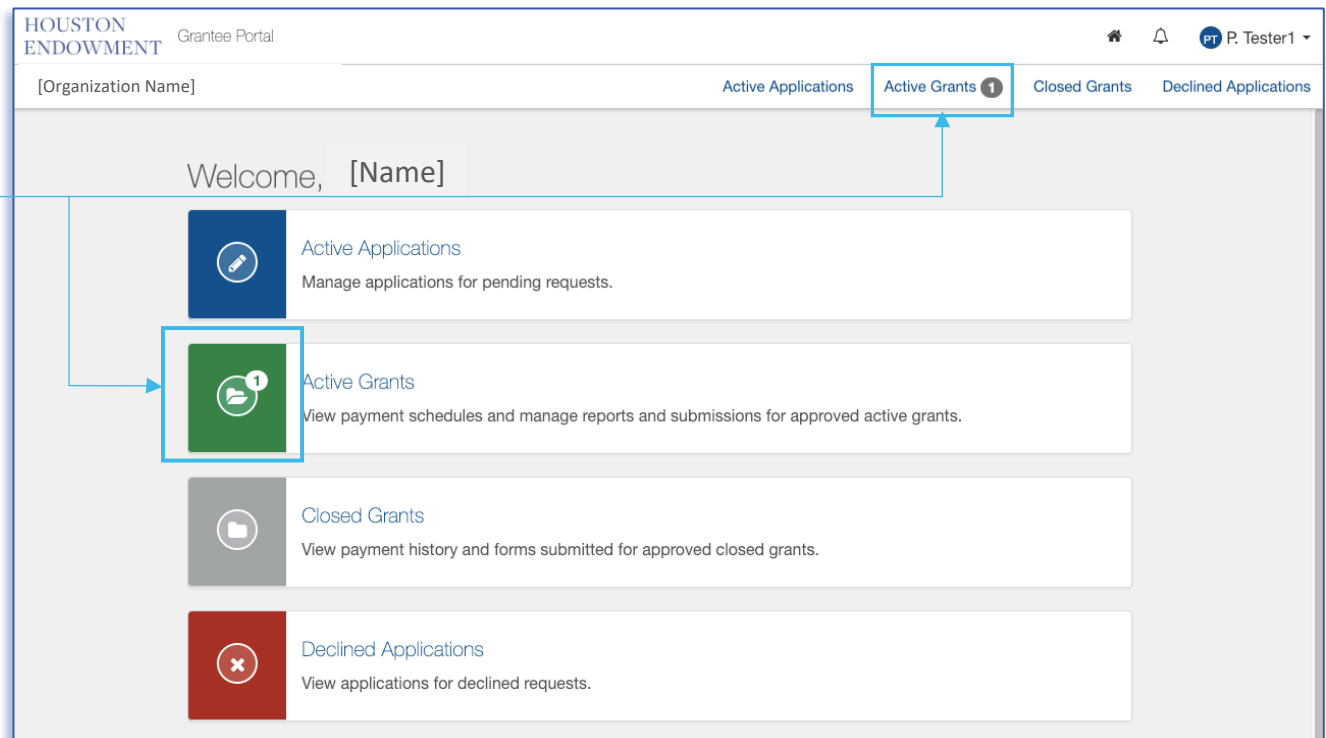 HOUSTON
ENDOWMENT Grantee Portal
PT P. Tester1
[Organization Name]
Active Applications Active Grants 1 Closed Grants Declined Applications
Welcome, [Name]
Active Applications
Manage applications for pending requests.
1
Active Grants
View payment schedules and manage reports and submissions for approved active grants.
Closed Grants
View payment history and forms submitted for approved closed grants.
Declined Applications
View applications for declined requests.